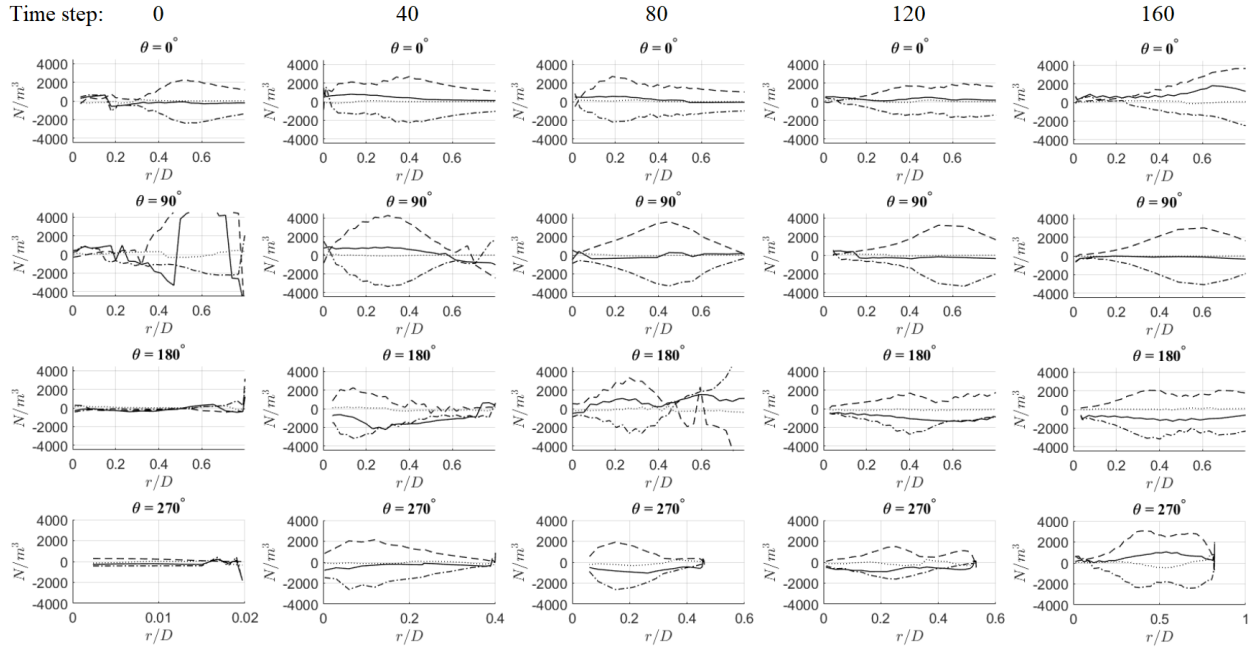 Time step: 0 40 80 120 160
θ = 0° θ = 0° θ = 0° θ = 0° θ = 0°
4000 4000 4000 4000 4000
2000 2000 2000 2000 2000
0 0 0 0 0
-2000 -2000 -2000 -2000 -2000
-4000 -4000 -4000 -4000 -4000
N/m³ N/m³ N/m³ N/m³ N/m³
0 0.2 0.4 0.6 0 0.2 0.4 0.6 0 0.2 0.4 0.6 0.8 0 0.2 0.4 0.6 0 0.2 0.4 0.6
r/D r/D r/D r/D r/D
θ = 90° θ = 90° θ = 90° θ = 90° θ = 90°
4000 4000 4000 4000 4000
2000 2000 2000 2000 2000
0 0 0 0 0
-2000 -2000 -2000 -2000 -2000
-4000 -4000 -4000 -4000 -4000
N/m³ N/m³ N/m³ N/m³ N/m³
0 0.2 0.4 0.6 0 0.2 0.4 0.6 0 0.2 0.4 0.6 0.8 0 0.2 0.4 0.6 0 0.2 0.4 0.6
r/D r/D r/D r/D r/D
θ = 180° θ = 180° θ = 180° θ = 180° θ = 180°
4000 4000 4000 4000 4000
2000 2000 2000 2000 2000
0 0 0 0 0
-2000 -2000 -2000 -2000 -2000
-4000 -4000 -4000 -4000 -4000
N/m³ N/m³ N/m³ N/m³ N/m³
0 0.2 0.4 0.6 0 0.2 0.4 0.6 0 0.2 0.4 0.6 0 0.2 0.4 0.6 0.8 0 0.2 0.4 0.6
r/D r/D r/D r/D r/D
θ = 270° θ = 270° θ = 270° θ = 270° θ = 270°
4000 4000 4000 4000 4000
2000 2000 2000 2000 2000
0 0 0 0 0
-2000 -2000 -2000 -2000 -2000
-4000 -4000 -4000 -4000 -4000
N/m³ N/m³ N/m³ N/m³ N/m³
0 0.01 0.02 0 0.1 0.2 0.3 0.4 0 0.2 0.4 0.6 0 0.2 0.4 0.6 0 0.5 1
r/D r/D r/D r/D r/D